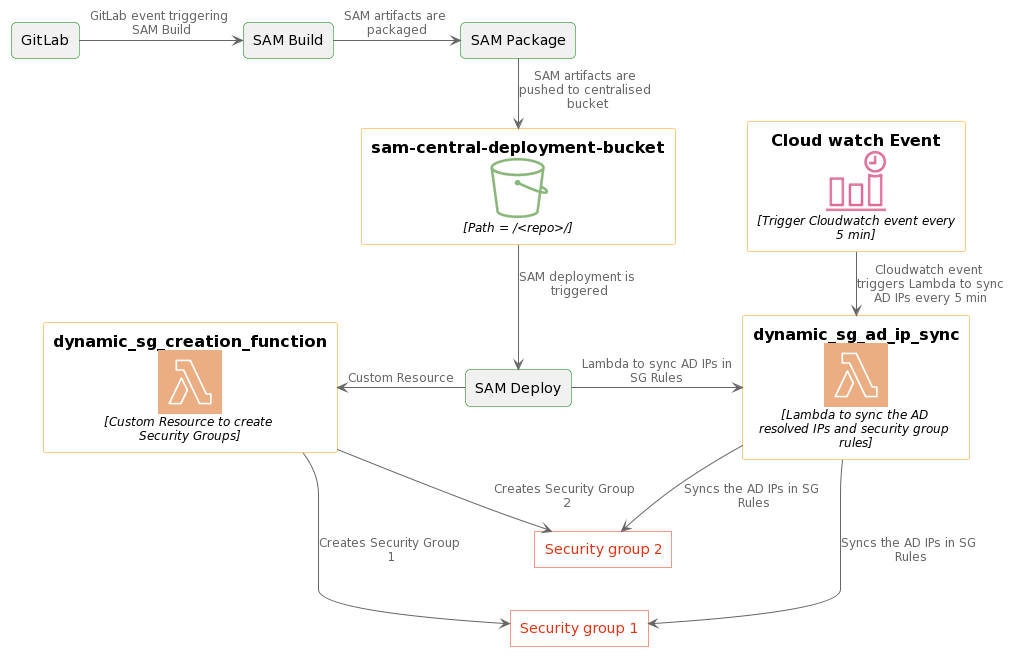 GitLab
GitLab event triggering
SAM Build
SAM Build
SAM artifacts are
packaged
SAM Package
SAM artifacts are
pushed to centralised
bucket
sam-central-deployment-bucket
[Path = /<repo>/]
Cloud watch Event
[Trigger Cloudwatch event every
5 min]
SAM deployment is
triggered
Cloudwatch event
triggers Lambda to sync
AD IPs every 5 min
dynamic_sg_creation_function
[Custom Resource to create
Security Groups]
Custom Resource
SAM Deploy
Lambda to sync AD IPs in
SG Rules
dynamic_sg_ad_ip_sync
[Lambda to sync the AD
resolved IPs and security group
rules]
Creates Security Group
2
Syncs the AD IPs in SG
Rules
Creates Security Group
1
Security group 2
Syncs the AD IPs in SG
Rules
Security group 1